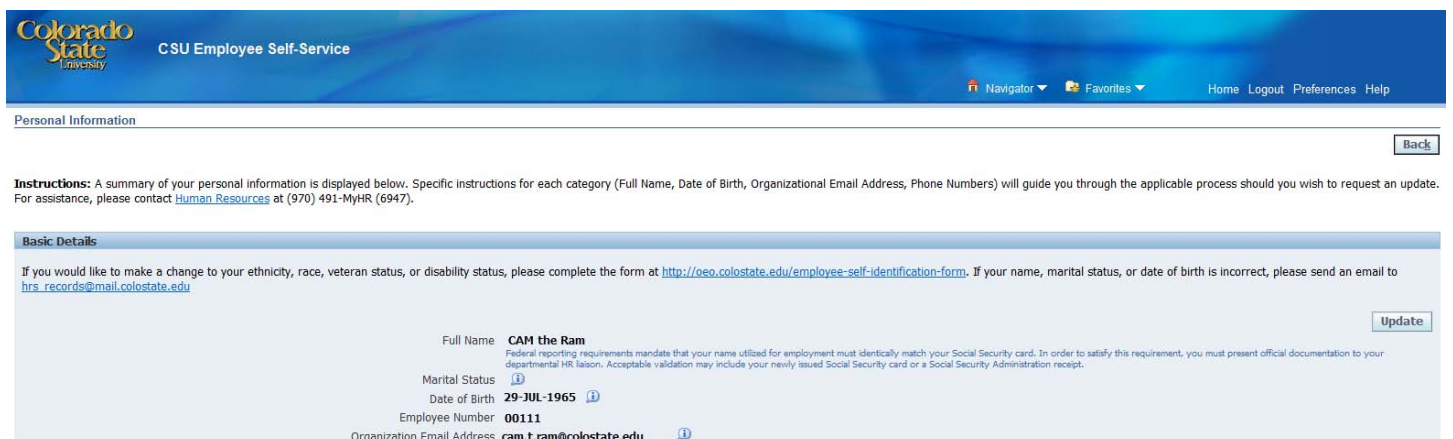 Colorado
State
University
CSU Employee Self-Service
Navigator Favorites Home Logout Preferences Help
Personal Information
Back
Instructions: A summary of your personal information is displayed below. Specific instructions for each category (Full Name, Date of Birth, Organizational Email Address, Phone Numbers) will guide you through the applicable process should you wish to request an update.
For assistance, please contact Human Resources at (970) 491-MyHR (6947).
Basic Details
If you would like to make a change to your ethnicity, race, veteran status, or disability status, please complete the form at http://oeo.colostate.edu/employee-self-identification-form. If your name, marital status, or date of birth is incorrect, please send an email to
hrs_records@mail.colostate.edu
Update
Full Name CAM the Ram
Federal reporting requirements mandate that your name utilized for employment must identically match your Social Security card. In order to satisfy this requirement, you must present official documentation to your
departmental HR liaison. Acceptable validation may include your newly issued Social Security card or a Social Security Administration receipt.
Marital Status
Date of Birth 29-JUL-1965
Employee Number 00111
Organization Email Address cam.t.ram@colostate.edu